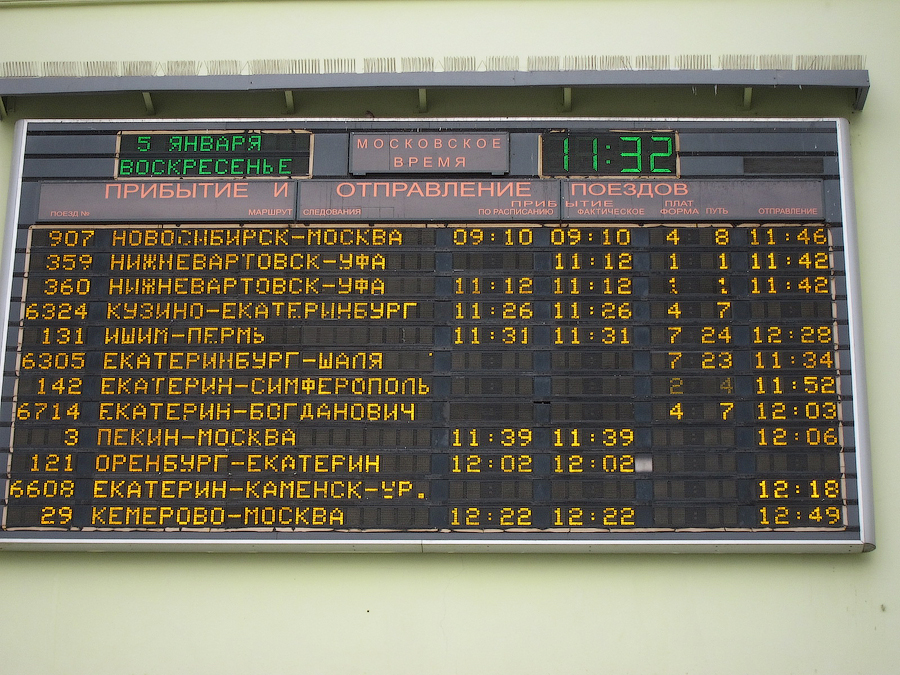 5 ЯНВАРЯ
ВОСКРЕСЕНЬЕ
МОСКОВСКОЕ
ВРЕМЯ
11:32
ПРИБЫТИЕ И ОТПРАВЛЕНИЕ ПОЕЗДОВ
ПРИБЫТИЕ ПЛАТ
ПОЕЗД № МАРШРУТ СЛЕДОВАНИЯ ПО РАСПИСАНИЮ ФАКТИЧЕСКОЕ ФОРМА ПУТЬ ОТПРАВЛЕНИЕ
907 НОВОСИБИРСК-МОСКВА 09:10 09:10 4 8 11:46
359 НИЖНЕВАРТОВСК-УФА 11:12 1 1 11:42
360 НИЖНЕВАРТОВСК-УФА 11:12 11:12 1 1 11:42
6324 КУЗИНО-ЕКАТЕРИНБУРГ 11:26 11:26 4 7
131 ИШИМ-ПЕРМЬ 11:31 11:31 7 24 12:28
6305 ЕКАТЕРИНБУРГ-ШАЛЯ 7 23 11:34
142 ЕКАТЕРИН-СИМФЕРОПОЛЬ 2 4 11:52
6714 ЕКАТЕРИН-БОГДАНОВИЧ 4 7 12:03
3 ПЕКИН-МОСКВА 11:39 11:39 12:06
121 ОРЕНБУРГ-ЕКАТЕРИН 12:02 12:02
6608 ЕКАТЕРИН-КАМЕНСК-УР. 12:18
29 КЕМЕРОВО-МОСКВА 12:22 12:22 12:49